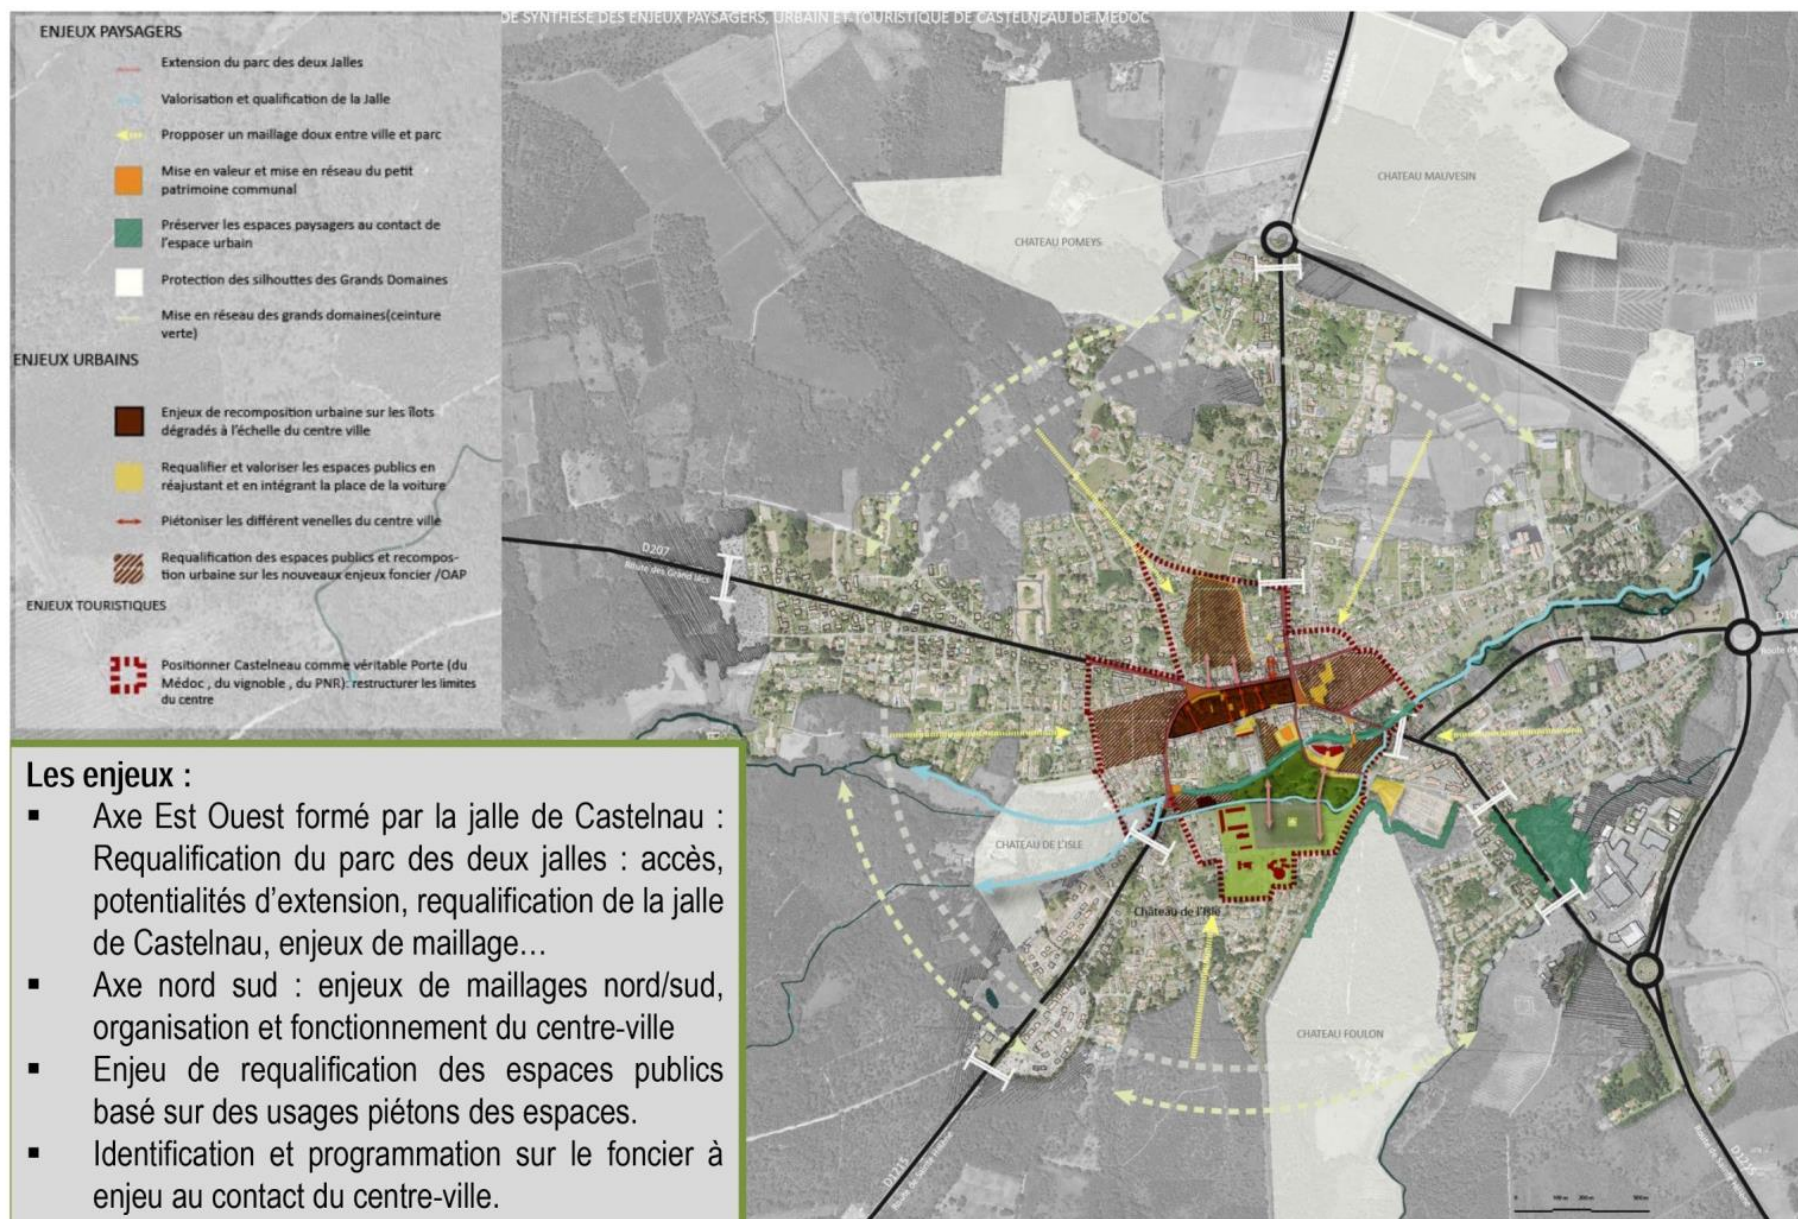 DE SYNTHESE DES ENJEUX PAYSAGERS, URBAIN ET TOURISTIQUE DE CASTELNEAU DE MEDOC
ENJEUX PAYSAGERS
Extension du parc des deux Jalles
Valorisation et qualification de la Jalle
Propposer un maillage doux entre ville et parc
Mise en valeur et mise en réseau du petit
patrimoine communal
Préserver les espaces paysagers au contact de
l'espace urbain
Protection des silhouttes des Grands Domaines
Mise en réseau des grands domaines(ceinture
verte)
ENJEUX URBAINS
Enjeux de recomposition urbaine sur les îlots
dégradés à l'échelle du centre ville
Requalifier et valoriser les espaces publics en
réajustant et en intégrant la place de la voiture
Piétoniser les différent venelles du centre ville
Requalification des espaces publics et recompos-
tion urbaine sur les nouveaux enjeux foncier /OAP
ENJEUX TOURISTIQUES
Positionner Castelneau comme véritable Porte (du
Médoc , du vignoble , du PNR): restructurer les limites
du centre
Les enjeux :
▪ Axe Est Ouest formé par la jalle de Castelnau :
Requalification du parc des deux jalles : accès,
potentialités d'extension, requalification de la jalle
de Castelnau, enjeux de maillage…
▪ Axe nord sud : enjeux de maillages nord/sud,
organisation et fonctionnement du centre-ville
▪ Enjeu de requalification des espaces publics
basé sur des usages piétons des espaces.
▪ Identification et programmation sur le foncier à
enjeu au contact du centre-ville.
D1215
CHATEAU MAUVESIN
CHATEAU POMEYS
D207
Route des Grand lacs
CHATEAU DE L'ISLE
Château de l'Isle
CHATEAU FOULON
D1215
D1215